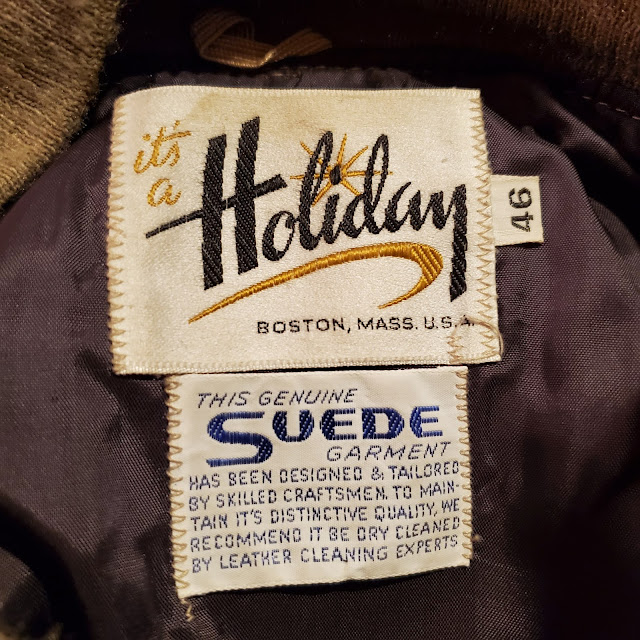 it's
a
Holiday
46
BOSTON, MASS. U.S.A.
THIS GENUINE
SUEDE
GARMENT
HAS BEEN DESIGNED & TAILORED
BY SKILLED CRAFTSMEN. TO MAIN-
TAIN IT'S DISTINCTIVE QUALITY, WE
RECOMMEND IT BE DRY CLEANED
BY LEATHER CLEANING EXPERTS